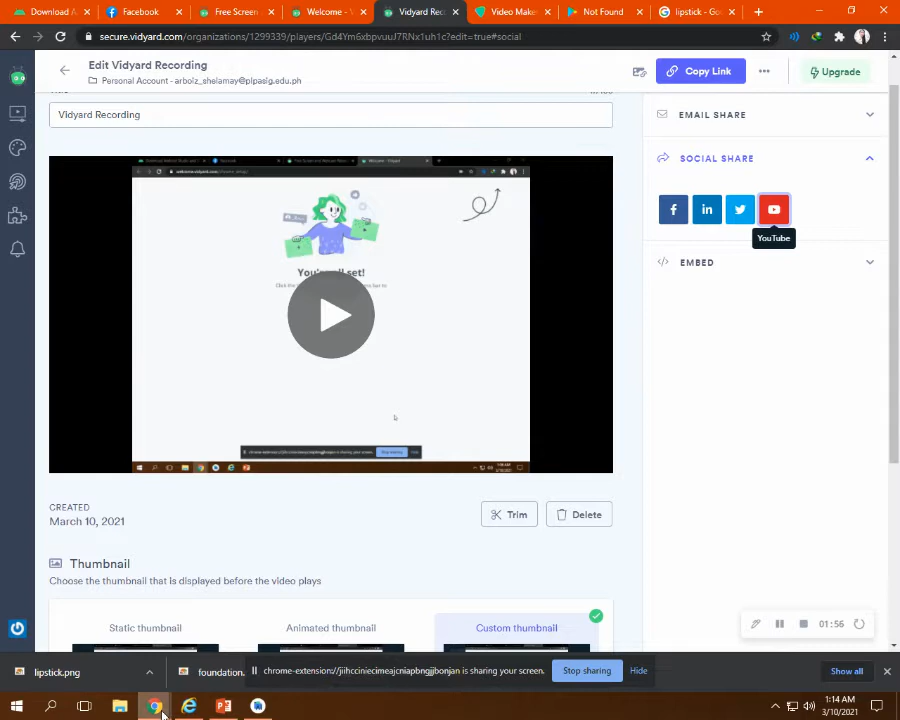 Download A
Facebook
Free Screen
Welcome - V
Vidyard Rec
Video Make
Not Found
lipstick - Go
secure.vidyard.com/organizations/1299339/players/Gd4Ym6xbpvuuJ7RNx1uh1c?edit=true#social
Edit Vidyard Recording
Personal Account - arboiz_shelamay@plpasig.edu.ph
Copy Link
Upgrade
Vidyard Recording
EMAIL SHARE
SOCIAL SHARE
YouTube
EMBED
You're all set!
Stop sharing
CREATED
March 10, 2021
Trim
Delete
Thumbnail
Choose the thumbnail that is displayed before the video plays
Static thumbnail
Animated thumbnail
Custom thumbnail
01:56
lipstick.png
foundation.
chrome-extension://jiihcciniecimeajcniapbngjjbonjan is sharing your screen.
Stop sharing
Hide
Show all
1:14 AM
3/10/2021